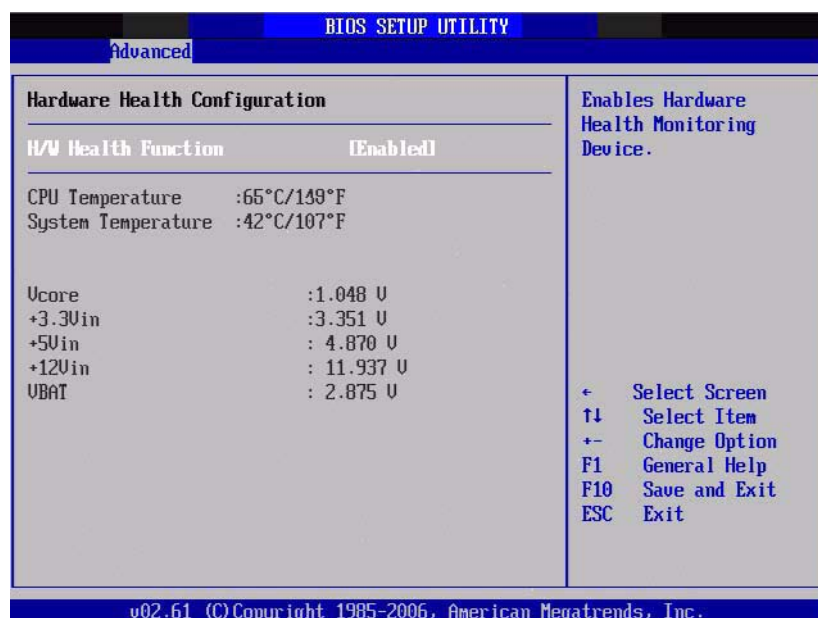 BIOS SETUP UTILITY
Advanced
Hardware Health Configuration
H/W Health Function [Enabled]
CPU Temperature :65°C/149°F
System Temperature :42°C/107°F
Vcore :1.048 V
+3.3Vin :3.351 V
+5Vin : 4.870 V
+12Vin : 11.937 V
VBAT : 2.875 V
Enables Hardware
Health Monitoring
Device.
← Select Screen
↑↓ Select Item
+- Change Option
F1 General Help
F10 Save and Exit
ESC Exit
v02.61 (C)Copyright 1985-2006, American Megatrends, Inc.